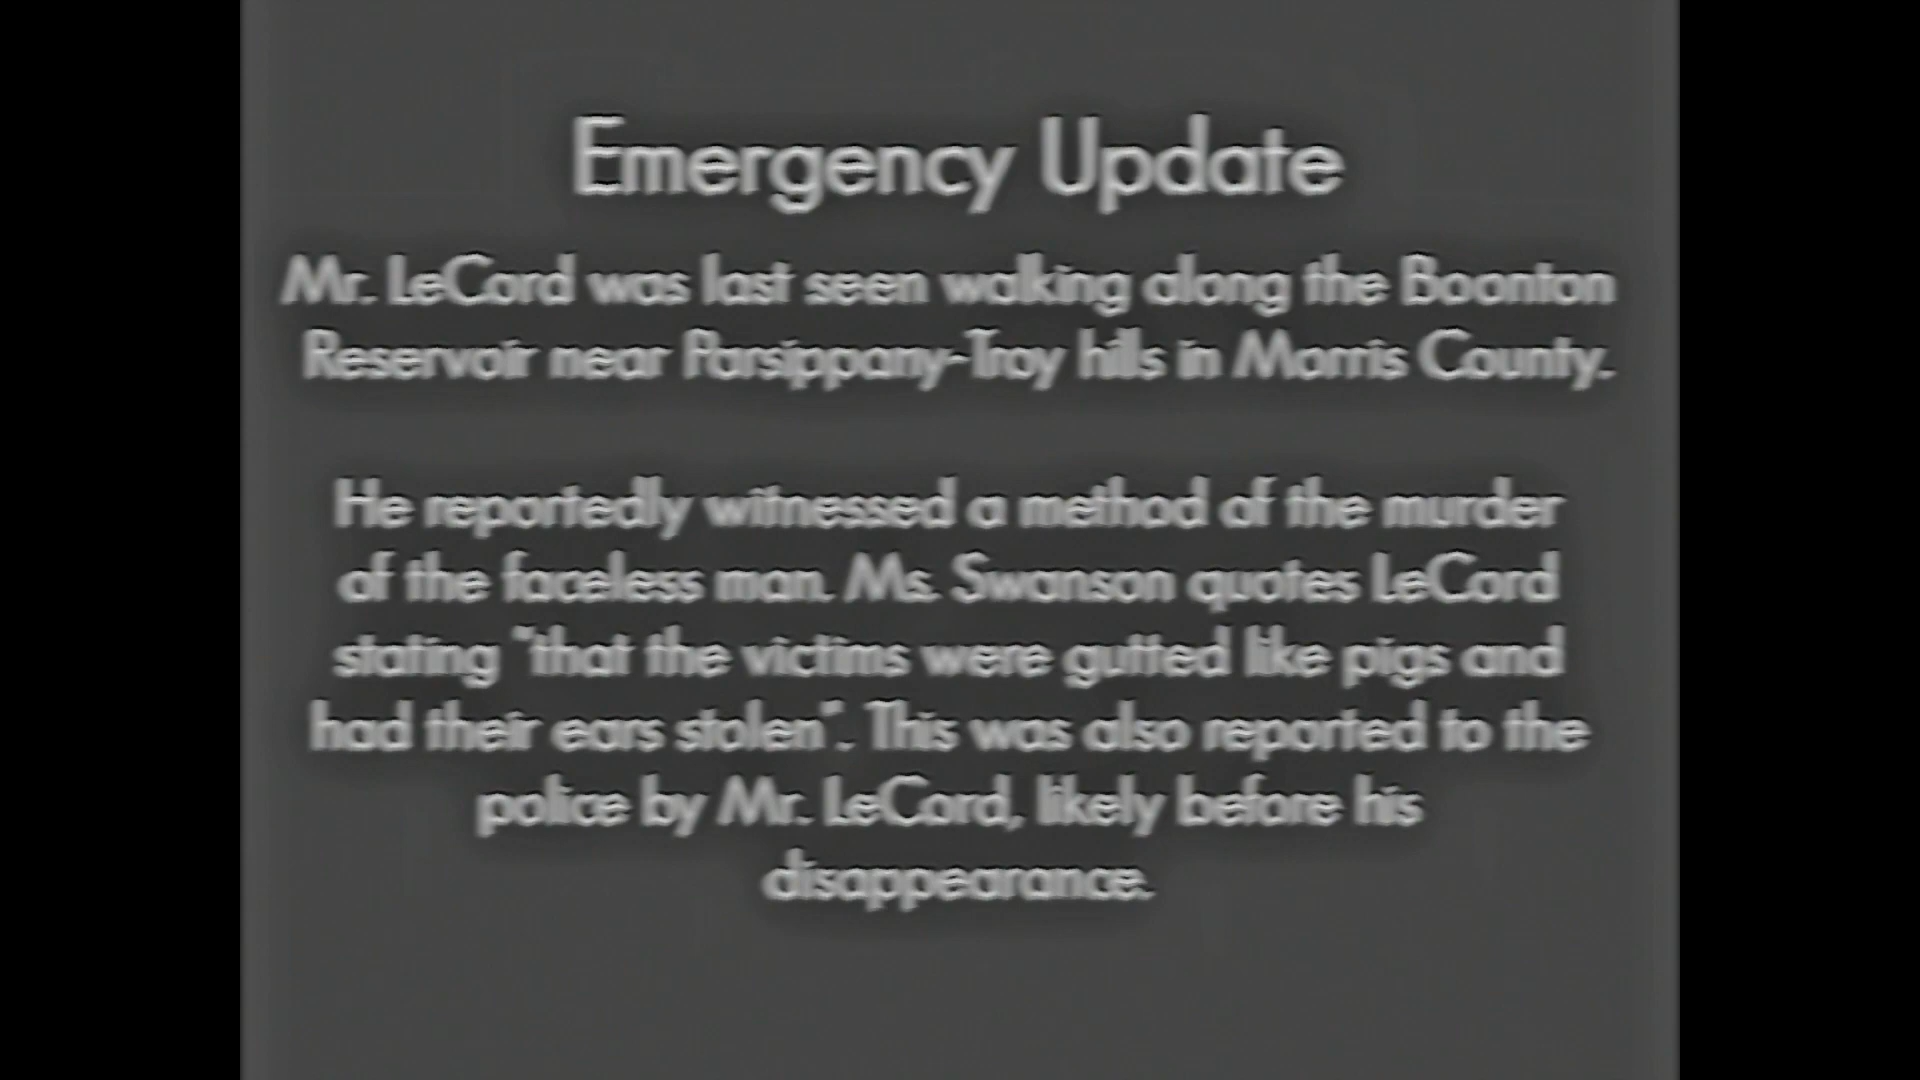 Emergency Update
Mr. LeCord was last seen walking along the Boonton
Reservoir near Parsippany-Troy hills in Morris County.
He reportedly witnessed a method of the murder
of the faceless man. Ms. Swanson quotes LeCord
stating "that the victims were gutted like pigs and
had their ears stolen". This was also reported to the
police by Mr. LeCord, likely before his
disappearance.